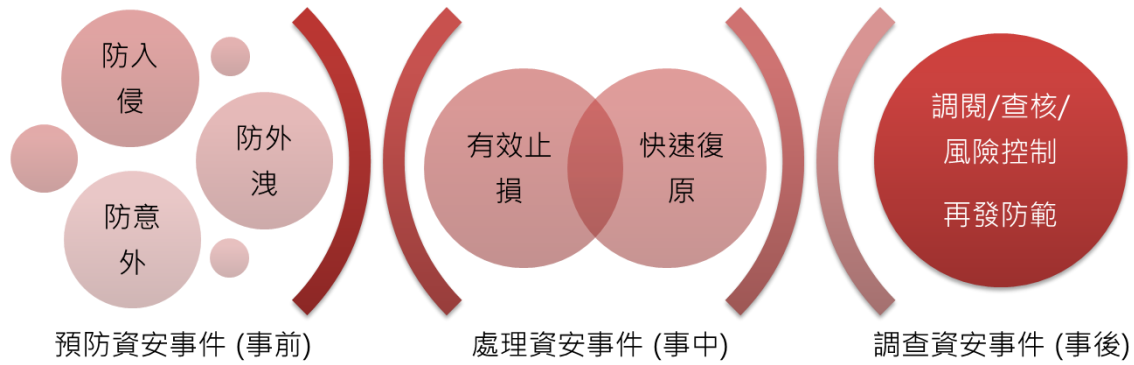 防入
侵
防外
洩
防意
外
預防資安事件 (事前)
有效止
損
快速復
原
處理資安事件 (事中)
調閱/查核/
風險控制
再發防範
調查資安事件 (事後)